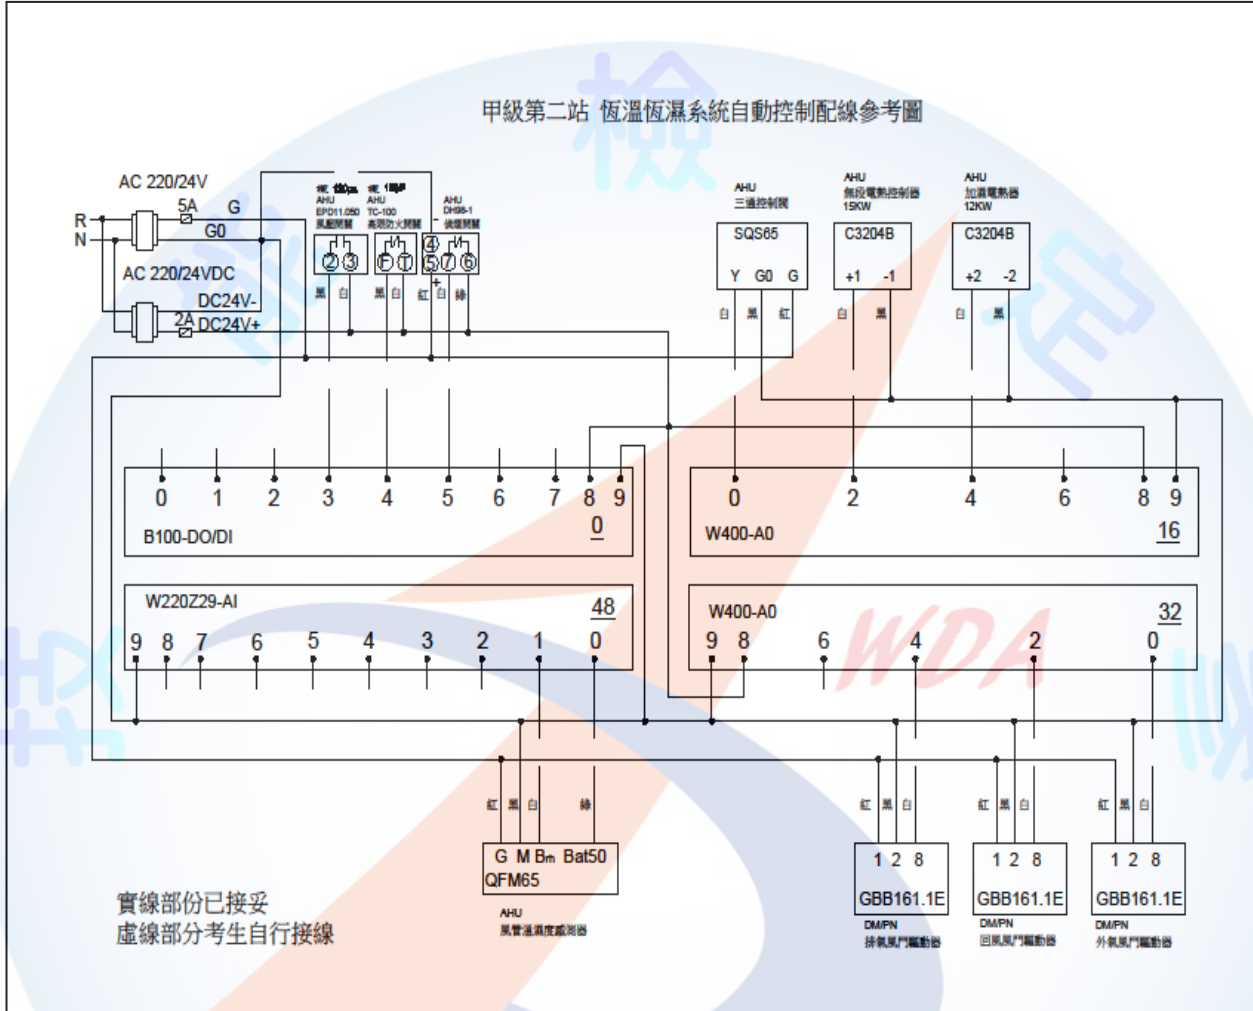 甲級第二站 恆溫恆濕系統自動控制配線參考圖
AC 220/24V
5A G
R
G0
N
AC 220/24VDC
DC24V-
2A DC24V+
AHU
EPD11.050
風壓開關
2 3
黑 白
AHU
TC-100
高限防火開關
F T
黑 白
AHU
DH98-1
偵煙開關
-
4
5 7 6
+
紅 白 綠
AHU
三通控制閥
SQS65
Y G0 G
白 黑 紅
AHU
無段電熱控制器
15KW
C3204B
+1 -1
白 黑
AHU
加濕電熱器
12KW
C3204B
+2 -2
白 黑
0 1 2 3 4 5 6 7 8 9
0
B100-DO/DI
0 2 4 6 8 9
16
W400-A0
W220Z29-AI
48
9 8 7 6 5 4 3 2 1 0
W400-A0
32
9 8 6 4 2 0
紅 黑 白 綠
G M Bm Bat50
QFM65
AHU
風管溫濕度感測器
紅 黑 白
1 2 8
GBB161.1E
DM/PN
排氣風門驅動器
紅 黑 白
1 2 8
GBB161.1E
DM/PN
回風風門驅動器
紅 黑 白
1 2 8
GBB161.1E
DM/PN
外氣風門驅動器
實線部份已接妥
虛線部分考生自行接線
WDA
技
能
檢
定